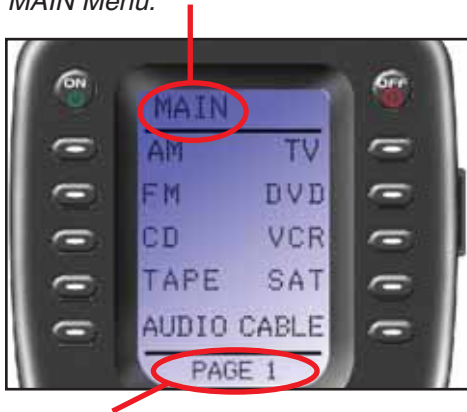 MAIN Menu.
ON OFF
MAIN
AM TV
FM DVD
CD VCR
TAPE SAT
AUDIO CABLE
PAGE 1